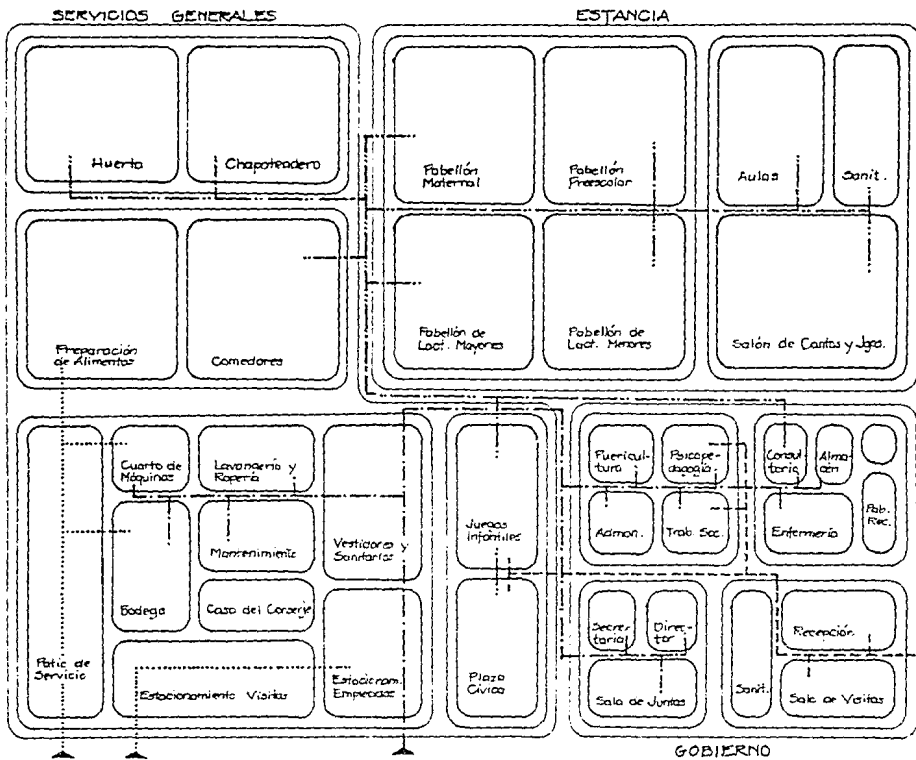 SERVICIOS GENERALES
ESTANCIA
Huerto
Chapoteadero
Pabellón
Maternal
Pabellón
Preescolar
Aulas
Sanit.
Preparación
de Alimentos
Comedores
Pabellón de
Lact. Mayores
Pabellón de
Lact. Menores
Salón de Cantos y Jgos.
Cuarto de
Máquinas
Lavandería y
Ropería
Vestidores y
Sanitarios
Juegos
Infantiles
Puericul-
tura
Psicope-
dagogía
Consul-
torio
Alma-
cén
Mantenimiento
Admon.
Trab. Soc.
Enfermería
Pab.
Rec.
Bodega
Casa del Conserje
Patio de
Servicio
Estacionamiento Visitas
Estacionam.
Empleados
Plaza
Cívica
Secre-
taria
Direc-
tor
Sala de Juntas
Sanit.
Recepción
Sala de Visitas
GOBIERNO